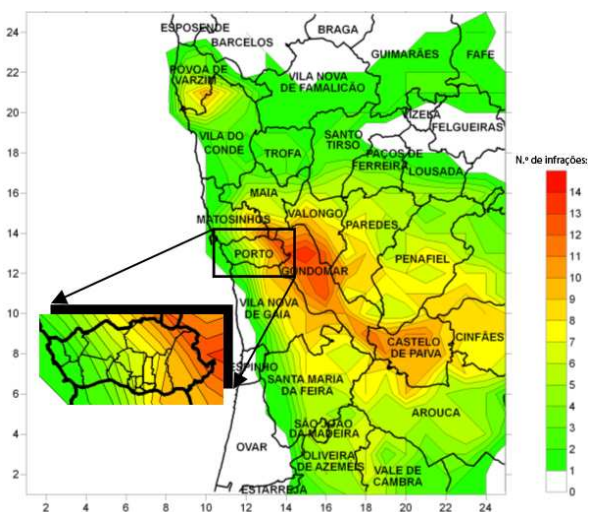 ESPOSENDE
BRAGA
BARCELOS
GUIMARÃES
FAFE
PÓVOA DE
VARZIM
VILA NOVA
DE FAMALICÃO
VIZELA
FELGUEIRAS
VILA DO
CONDE
TROFA
SANTO
TIRSO
PAÇOS DE
FERREIRA
LOUSADA
MAIA
MATOSINHOS
VALONGO
PAREDES
PORTO
GONDOMAR
PENAFIEL
VILA NOVA
DE GAIA
CASTELO
DE PAIVA
CINFÃES
ESPINHO
SANTA MARIA
DA FEIRA
AROUCA
SÃO JOÃO
DA MADEIRA
OVAR
OLIVEIRA
DE AZEMÉIS
VALE DE
CAMBRA
ESTARREJA
24
22
20
18
16
14
12
10
8
6
4
2
2 4 6 8 10 12 14 16 18 20 22 24
N.º de infrações:
14
13
12
11
10
9
8
7
6
5
4
3
2
1
0